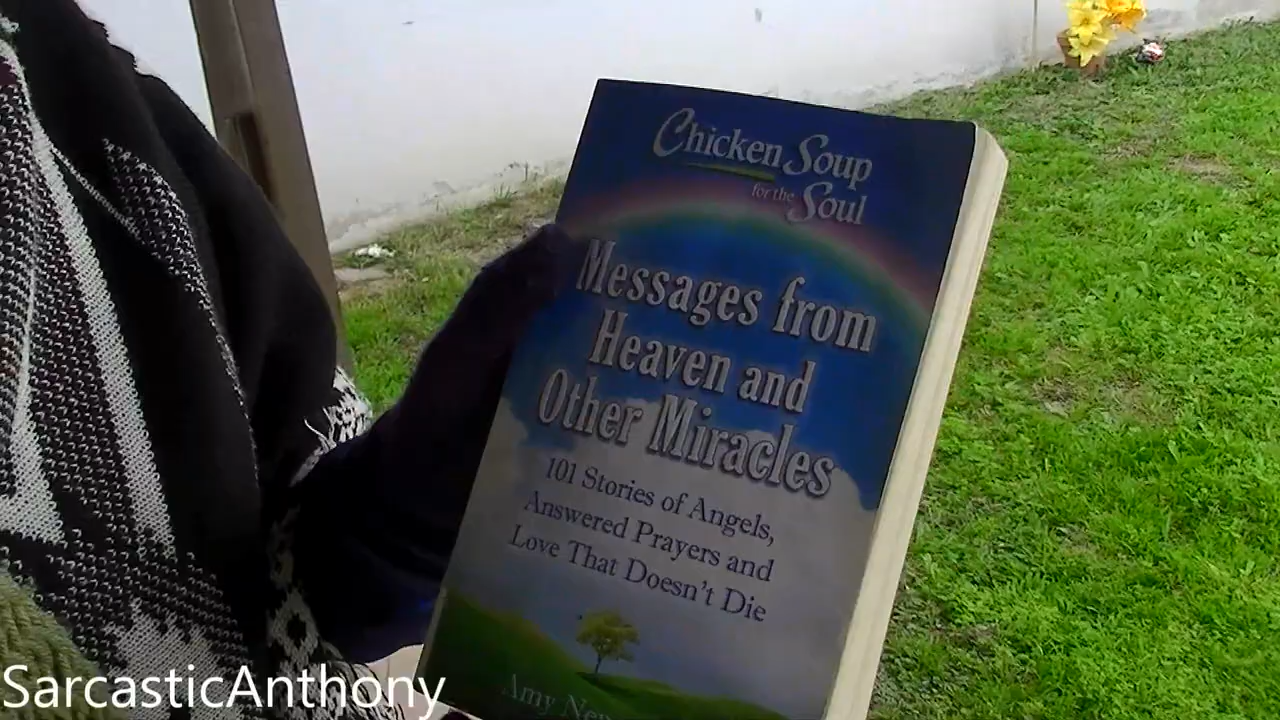 Chicken Soup
for the Soul
Messages from
Heaven and
Other Miracles
101 Stories of Angels,
Answered Prayers and
Love That Doesn't Die
Amy
SarcasticAnthony